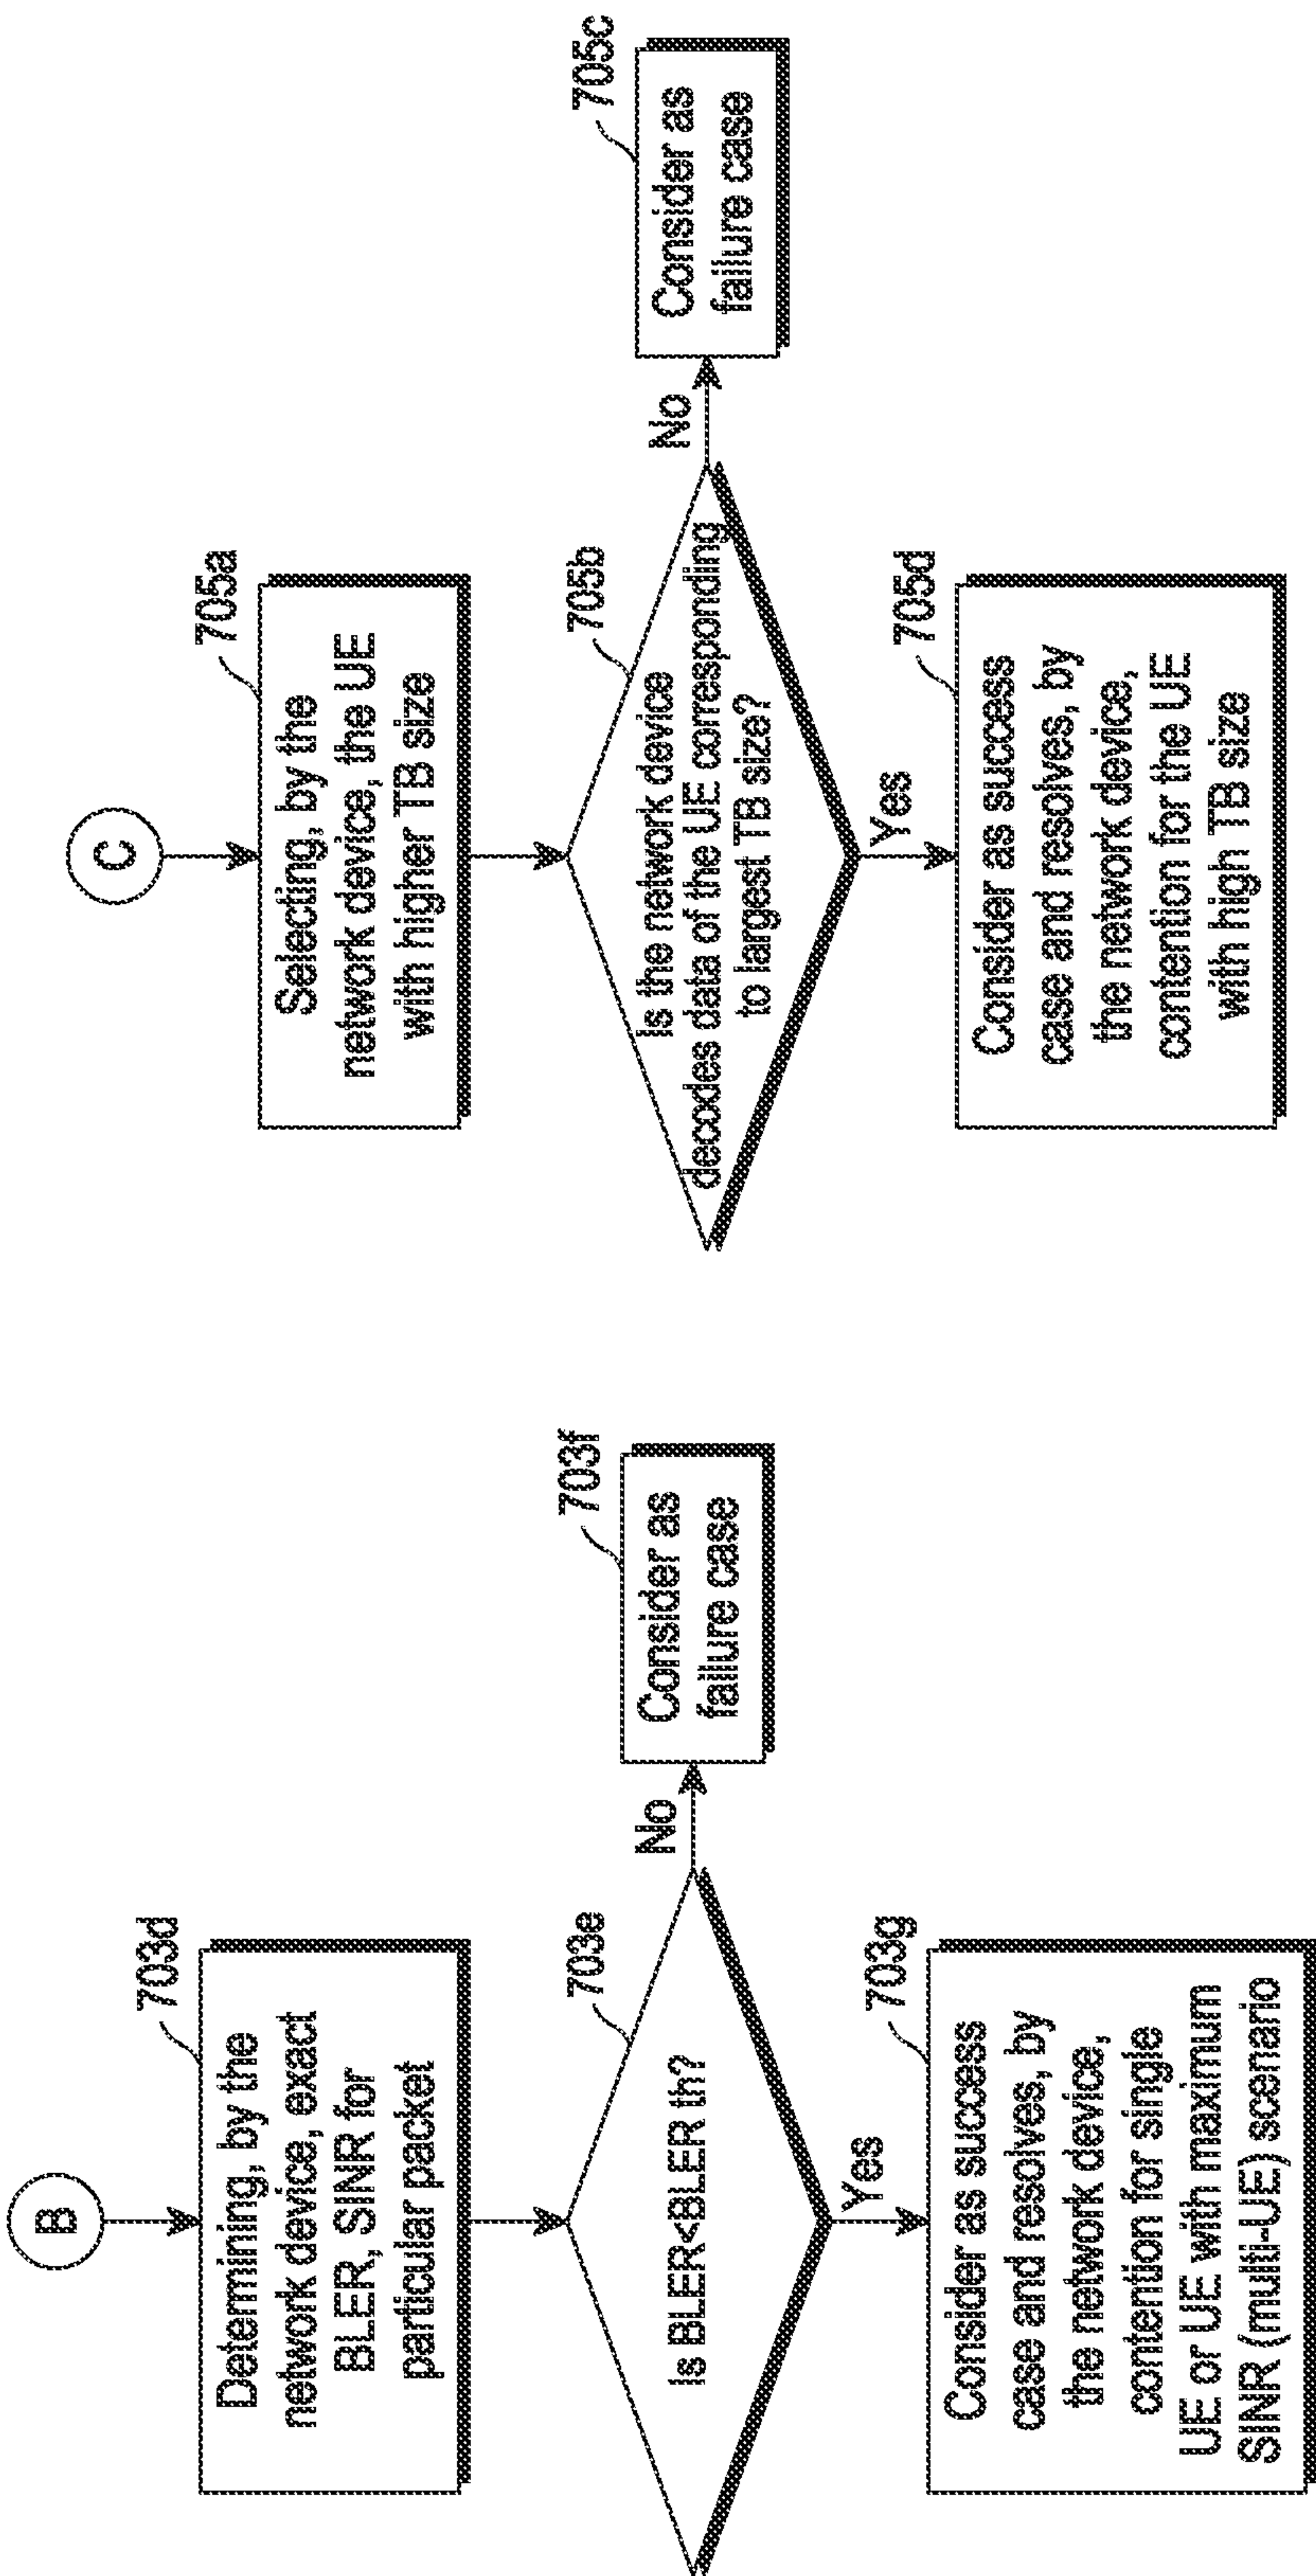 B
703d
Determining, by the
network device, exact
BLER, SINR for
particular packet
703e
Is BLER<BLER th?
No
703f
Consider as
failure case
Yes
703g
Consider as success
case and resolves, by
the network device,
contention for single
UE or UE with maximum
SINR (multi-UE) scenario
C
705a
Selecting, by the
network device, the UE
with higher TB size
705b
Is the network device
decodes data of the UE corresponding
to largest TB size?
No
705c
Consider as
failure case
Yes
705d
Consider as success
case and resolves, by
the network device,
contention for the UE
with high TB size